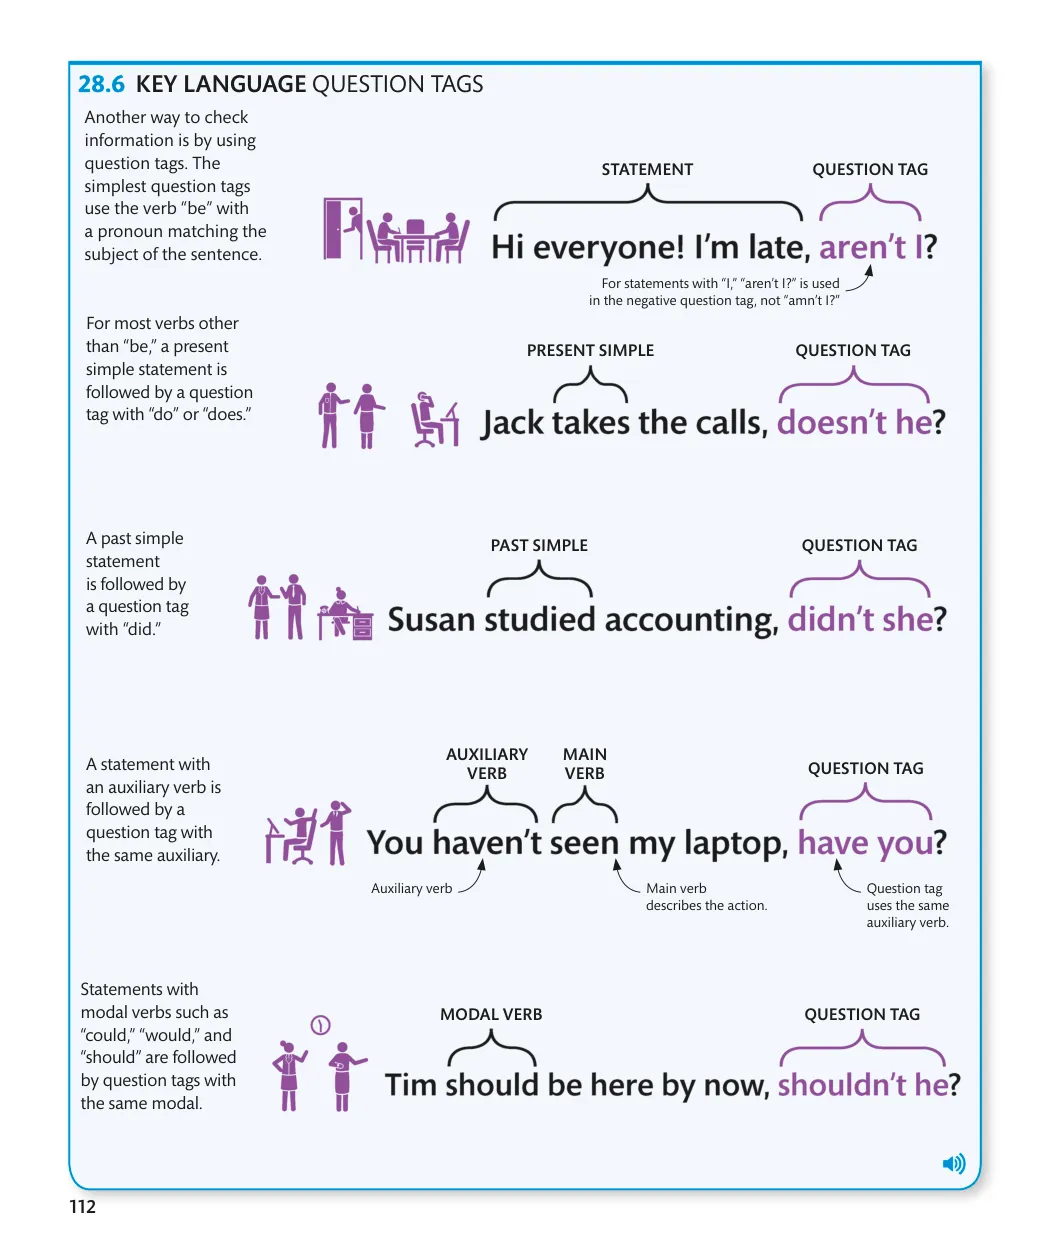 28.6 KEY LANGUAGE QUESTION TAGS
Another way to check
information is by using
question tags. The
simplest question tags
use the verb “be” with
a pronoun matching the
subject of the sentence.
STATEMENT QUESTION TAG
Hi everyone! I’m late, aren’t I?
For statements with “I,” “aren’t I?” is used
in the negative question tag, not “amn’t I?”
For most verbs other
than “be,” a present
simple statement is
followed by a question
tag with “do” or “does.”
PRESENT SIMPLE QUESTION TAG
Jack takes the calls, doesn’t he?
A past simple
statement
is followed by
a question tag
with “did.”
PAST SIMPLE QUESTION TAG
Susan studied accounting, didn’t she?
A statement with
an auxiliary verb is
followed by a
question tag with
the same auxiliary.
AUXILIARY
VERB
MAIN
VERB
QUESTION TAG
You haven’t seen my laptop, have you?
Auxiliary verb
Main verb
describes the action.
Question tag
uses the same
auxiliary verb.
Statements with
modal verbs such as
“could,” “would,” and
“should” are followed
by question tags with
the same modal.
MODAL VERB QUESTION TAG
Tim should be here by now, shouldn’t he?
112